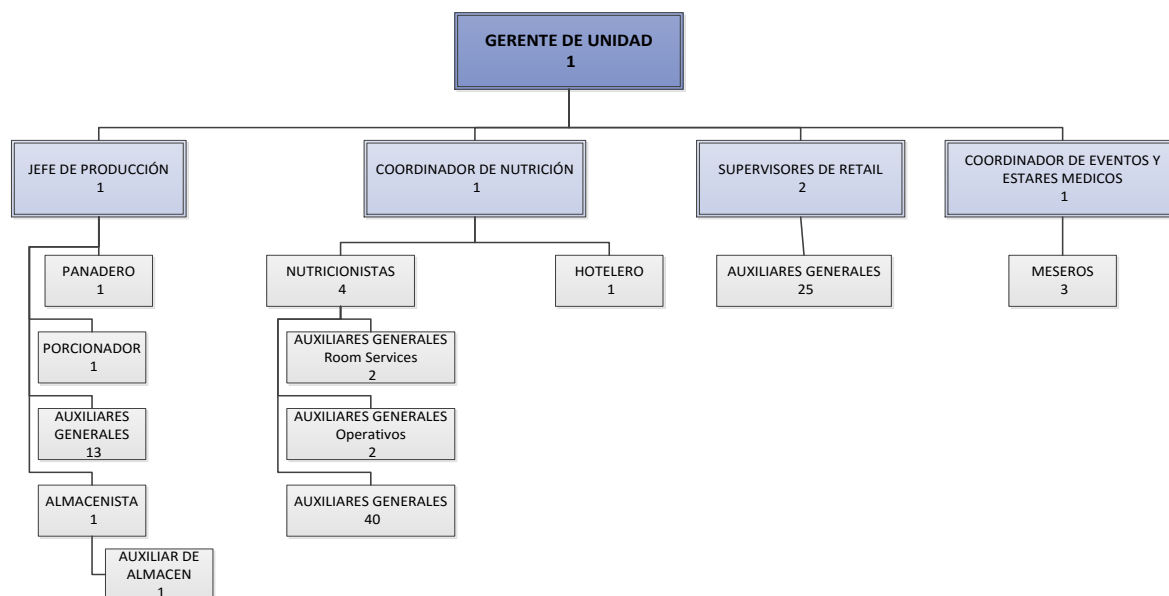 GERENTE DE UNIDAD
1
JEFE DE PRODUCCIÓN
1
COORDINADOR DE NUTRICIÓN
1
SUPERVISORES DE RETAIL
2
COORDINADOR DE EVENTOS Y
ESTARES MEDICOS
1
PANADERO
1
PORCIONADOR
1
AUXILIARES
GENERALES
13
ALMACENISTA
1
AUXILIAR DE
ALMACEN
1
NUTRICIONISTAS
4
AUXILIARES GENERALES
Room Services
2
AUXILIARES GENERALES
Operativos
2
AUXILIARES GENERALES
40
HOTELERO
1
AUXILIARES GENERALES
25
MESEROS
3